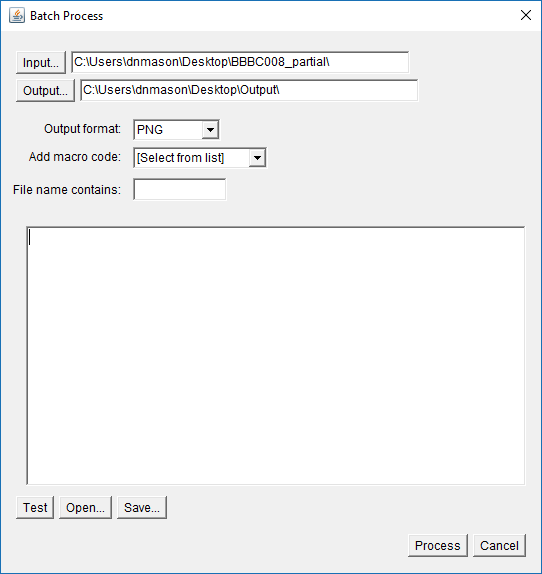 Batch Process
Input... C:\Users\dnmason\Desktop\BBBC008_partial\
Output... C:\Users\dnmason\Desktop\Output\
Output format: PNG
Add macro code: [Select from list]
File name contains:
Test Open... Save...
Process Cancel